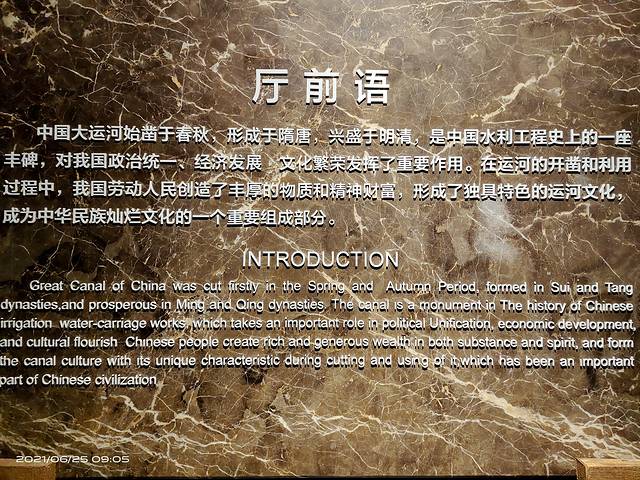 厅前语
中国大运河始凿于春秋，形成于隋唐，兴盛于明清，是中国水利工程史上的一座
丰碑，对我国政治统一、经济发展、文化繁荣发挥了重要作用。在运河的开凿和利用
过程中，我国劳动人民创造了丰厚的物质和精神财富，形成了独具特色的运河文化，
成为中华民族灿烂文化的一个重要组成部分。
INTRODUCTION
Great Canal of China was cut firstly in the Spring and Autumn Period, formed in Sui and Tang
dynasties,and prosperous in Ming and Qing dynasties. The canal is a monument in The history of Chinese
irrigation water-carriage works, which takes an important role in political Unification, economic development,
and cultural flourish Chinese people create rich and generous wealth in both substance and spirit, and form
the canal culture with its unique characteristic during cutting and using of it,which has been an important
part of Chinese civilization
2021/06/25 09:05